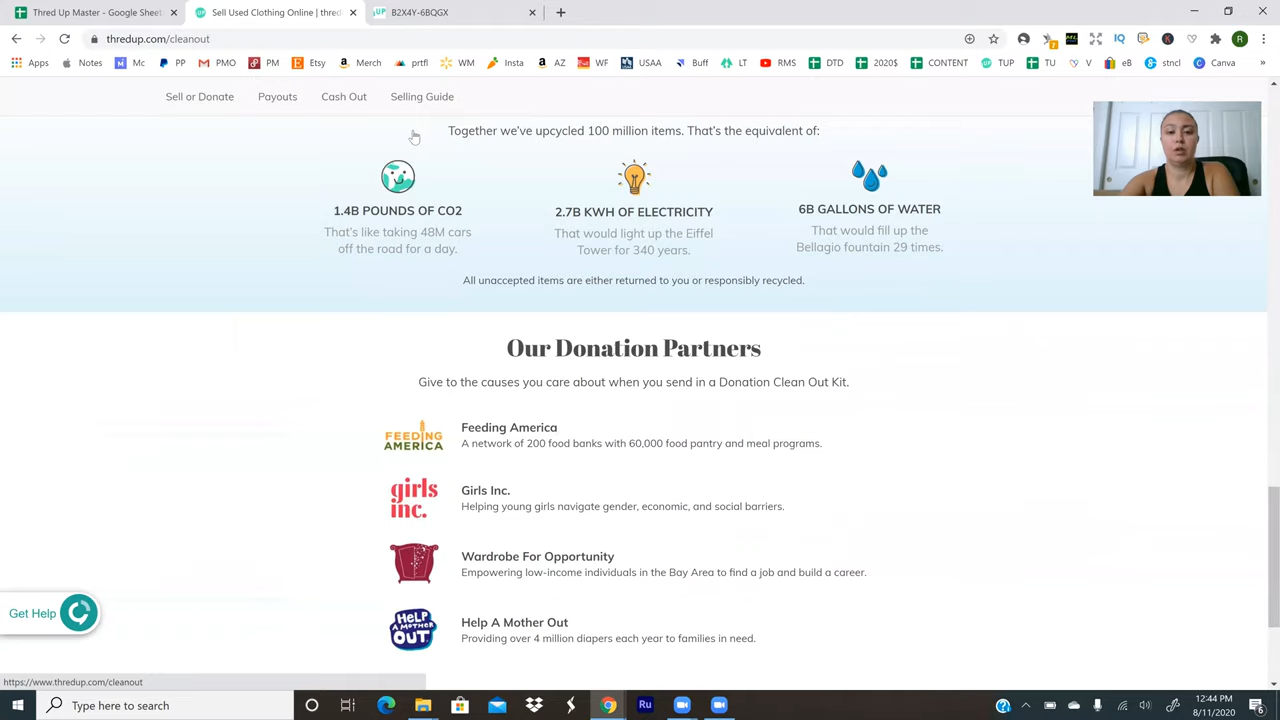 Thred Up Master - Google Sheet
Sell Used Clothing Online | thred
B2X4Y-6BQGX
thredup.com/cleanout
Apps
Notes
Mc
PP
PMO
PM
Etsy
Merch
prtfl
WM
Insta
AZ
WF
USAA
Buff
LT
RMS
DTD
2020$
CONTENT
TUP
TU
V
eB
stncl
Canva
Sell or Donate
Payouts
Cash Out
Selling Guide
Together we've upcycled 100 million items. That's the equivalent of:
1.4B POUNDS OF CO2
That's like taking 48M cars
off the road for a day.
2.7B KWH OF ELECTRICITY
That would light up the Eiffel
Tower for 340 years.
6B GALLONS OF WATER
That would fill up the
Bellagio fountain 29 times.
All unaccepted items are either returned to you or responsibly recycled.
Our Donation Partners
Give to the causes you care about when you send in a Donation Clean Out Kit.
FEEDING
AMERICA
Feeding America
A network of 200 food banks with 60,000 food pantry and meal programs.
girls
inc.
Girls Inc.
Helping young girls navigate gender, economic, and social barriers.
Wardrobe For Opportunity
Empowering low-income individuals in the Bay Area to find a job and build a career.
HELP
A MOTHER
OUT
Help A Mother Out
Providing over 4 million diapers each year to families in need.
Get Help
https://www.thredup.com/cleanout
Type here to search
Ru
12:44 PM
8/11/2020
6